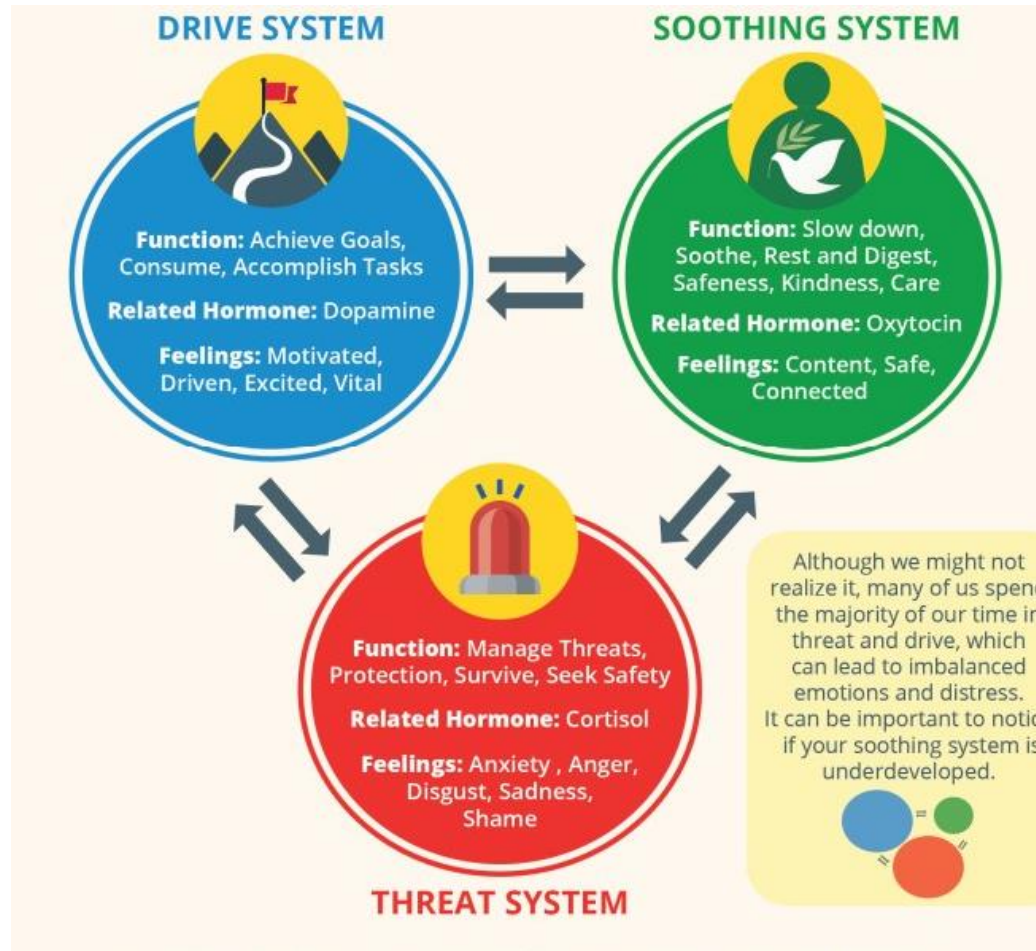 DRIVE SYSTEM
Function: Achieve Goals,
Consume, Accomplish Tasks
Related Hormone: Dopamine
Feelings: Motivated,
Driven, Excited, Vital
SOOTHING SYSTEM
Function: Slow down,
Soothe, Rest and Digest,
Safeness, Kindness, Care
Related Hormone: Oxytocin
Feelings: Content, Safe,
Connected
Function: Manage Threats,
Protection, Survive, Seek Safety
Related Hormone: Cortisol
Feelings: Anxiety , Anger,
Disgust, Sadness,
Shame
THREAT SYSTEM
Although we might not
realize it, many of us spen
the majority of our time i
threat and drive, which
can lead to imbalanced
emotions and distress.
It can be important to notic
if your soothing system is
underdeveloped.